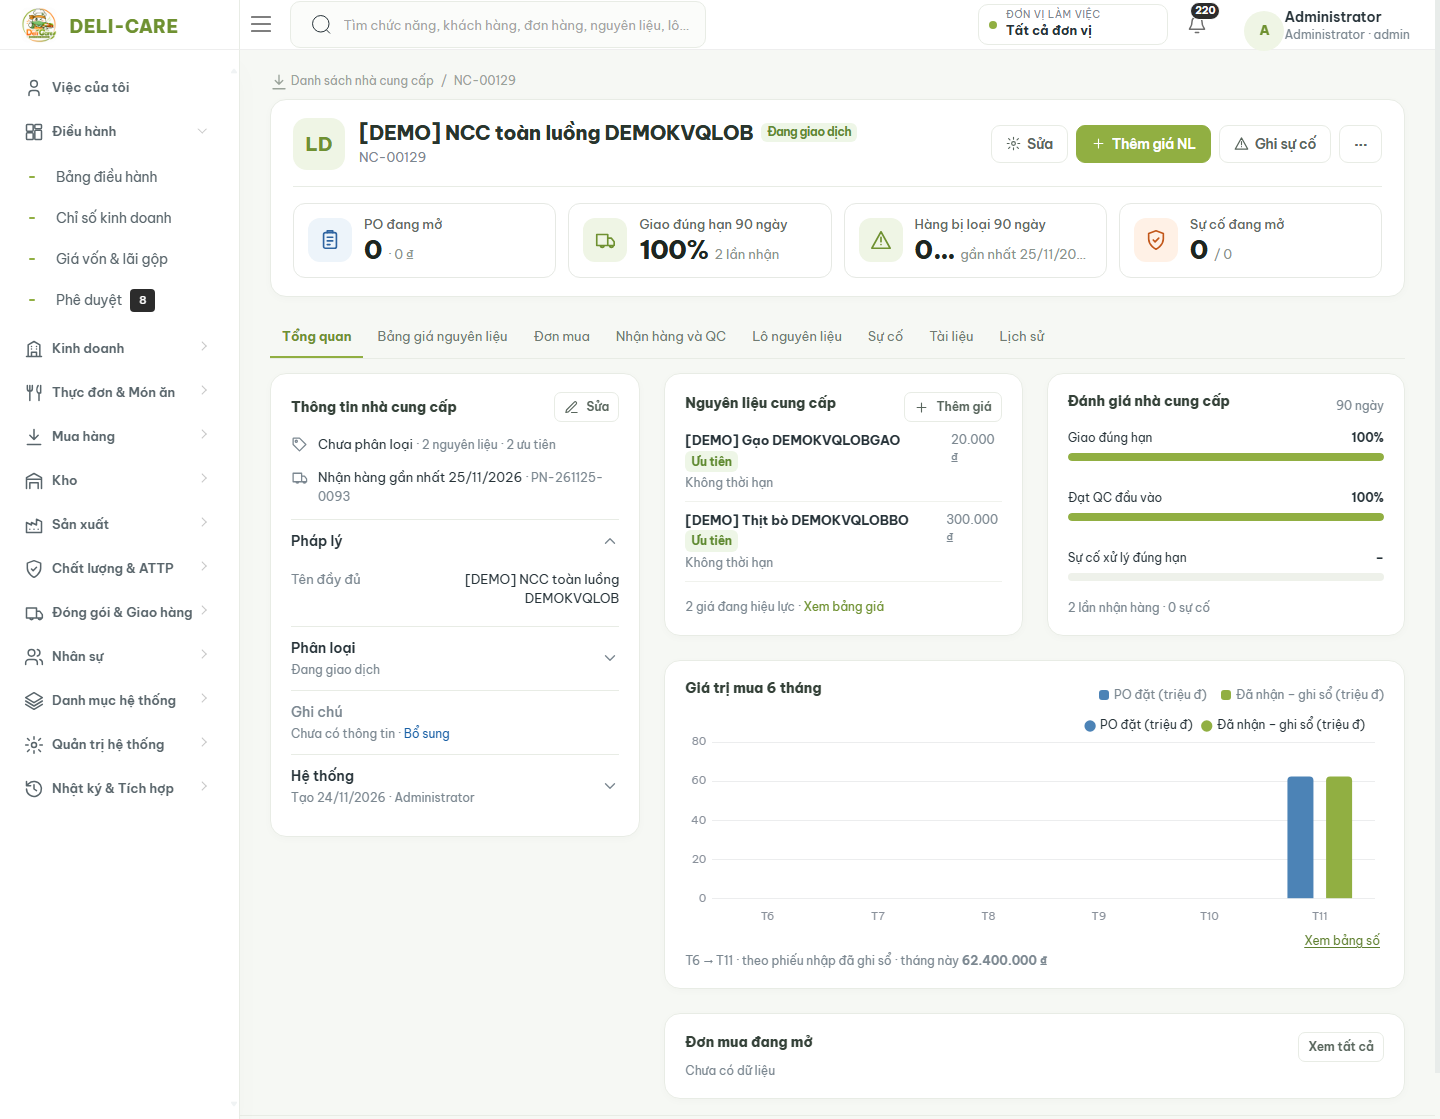 DELI-CARE
Tìm chức năng, khách hàng, đơn hàng, nguyên liệu, lô...
ĐƠN VỊ LÀM VIỆC
Tất cả đơn vị
220
A
Administrator
Administrator · admin
Việc của tôi
Điều hành
Bảng điều hành
Chỉ số kinh doanh
Giá vốn & lãi gộp
Phê duyệt 8
Kinh doanh
Thực đơn & Món ăn
Mua hàng
Kho
Sản xuất
Chất lượng & ATTP
Đóng gói & Giao hàng
Nhân sự
Danh mục hệ thống
Quản trị hệ thống
Nhật ký & Tích hợp
Danh sách nhà cung cấp / NC-00129
LD
[DEMO] NCC toàn luồng DEMOKVQLOB Đang giao dịch
NC-00129
Sửa
Thêm giá NL
Ghi sự cố
...
PO đang mở
0 · 0 ₫
Giao đúng hạn 90 ngày
100% 2 lần nhận
Hàng bị loại 90 ngày
0... gần nhất 25/11/20...
Sự cố đang mở
0 / 0
Tổng quan
Bảng giá nguyên liệu
Đơn mua
Nhận hàng và QC
Lô nguyên liệu
Sự cố
Tài liệu
Lịch sử
Thông tin nhà cung cấp
Sửa
Chưa phân loại · 2 nguyên liệu · 2 ưu tiên
Nhận hàng gần nhất 25/11/2026 · PN-261125-
0093
Pháp lý
Tên đầy đủ
[DEMO] NCC toàn luồng
DEMOKVQLOB
Phân loại
Đang giao dịch
Ghi chú
Chưa có thông tin · Bổ sung
Hệ thống
Tạo 24/11/2026 · Administrator
Nguyên liệu cung cấp
Thêm giá
[DEMO] Gạo DEMOKVQLOBGAO
Ưu tiên
Không thời hạn
20.000
₫
[DEMO] Thịt bò DEMOKVQLOBBO
Ưu tiên
Không thời hạn
300.000
₫
2 giá đang hiệu lực · Xem bảng giá
Đánh giá nhà cung cấp
90 ngày
Giao đúng hạn 100%
Đạt QC đầu vào 100%
Sự cố xử lý đúng hạn –
2 lần nhận hàng · 0 sự cố
Giá trị mua 6 tháng
PO đặt (triệu đ) Đã nhận – ghi sổ (triệu đ)
PO đặt (triệu đ) Đã nhận – ghi sổ (triệu đ)
80
60
40
20
0
T6 T7 T8 T9 T10 T11
Xem bảng số
T6 → T11 · theo phiếu nhập đã ghi sổ · tháng này 62.400.000 ₫
Đơn mua đang mở
Xem tất cả
Chưa có dữ liệu